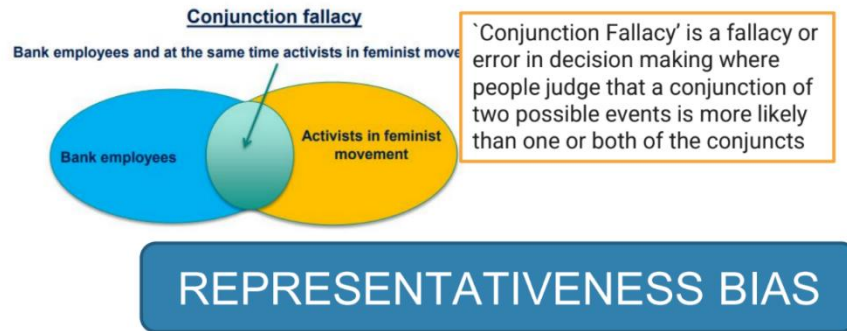 Conjunction fallacy
Bank employees and at the same time activists in feminist move
`Conjunction Fallacy' is a fallacy or
error in decision making where
people judge that a conjunction of
two possible events is more likely
than one or both of the conjuncts
Bank employees
Activists in feminist
movement
REPRESENTATIVENESS BIAS